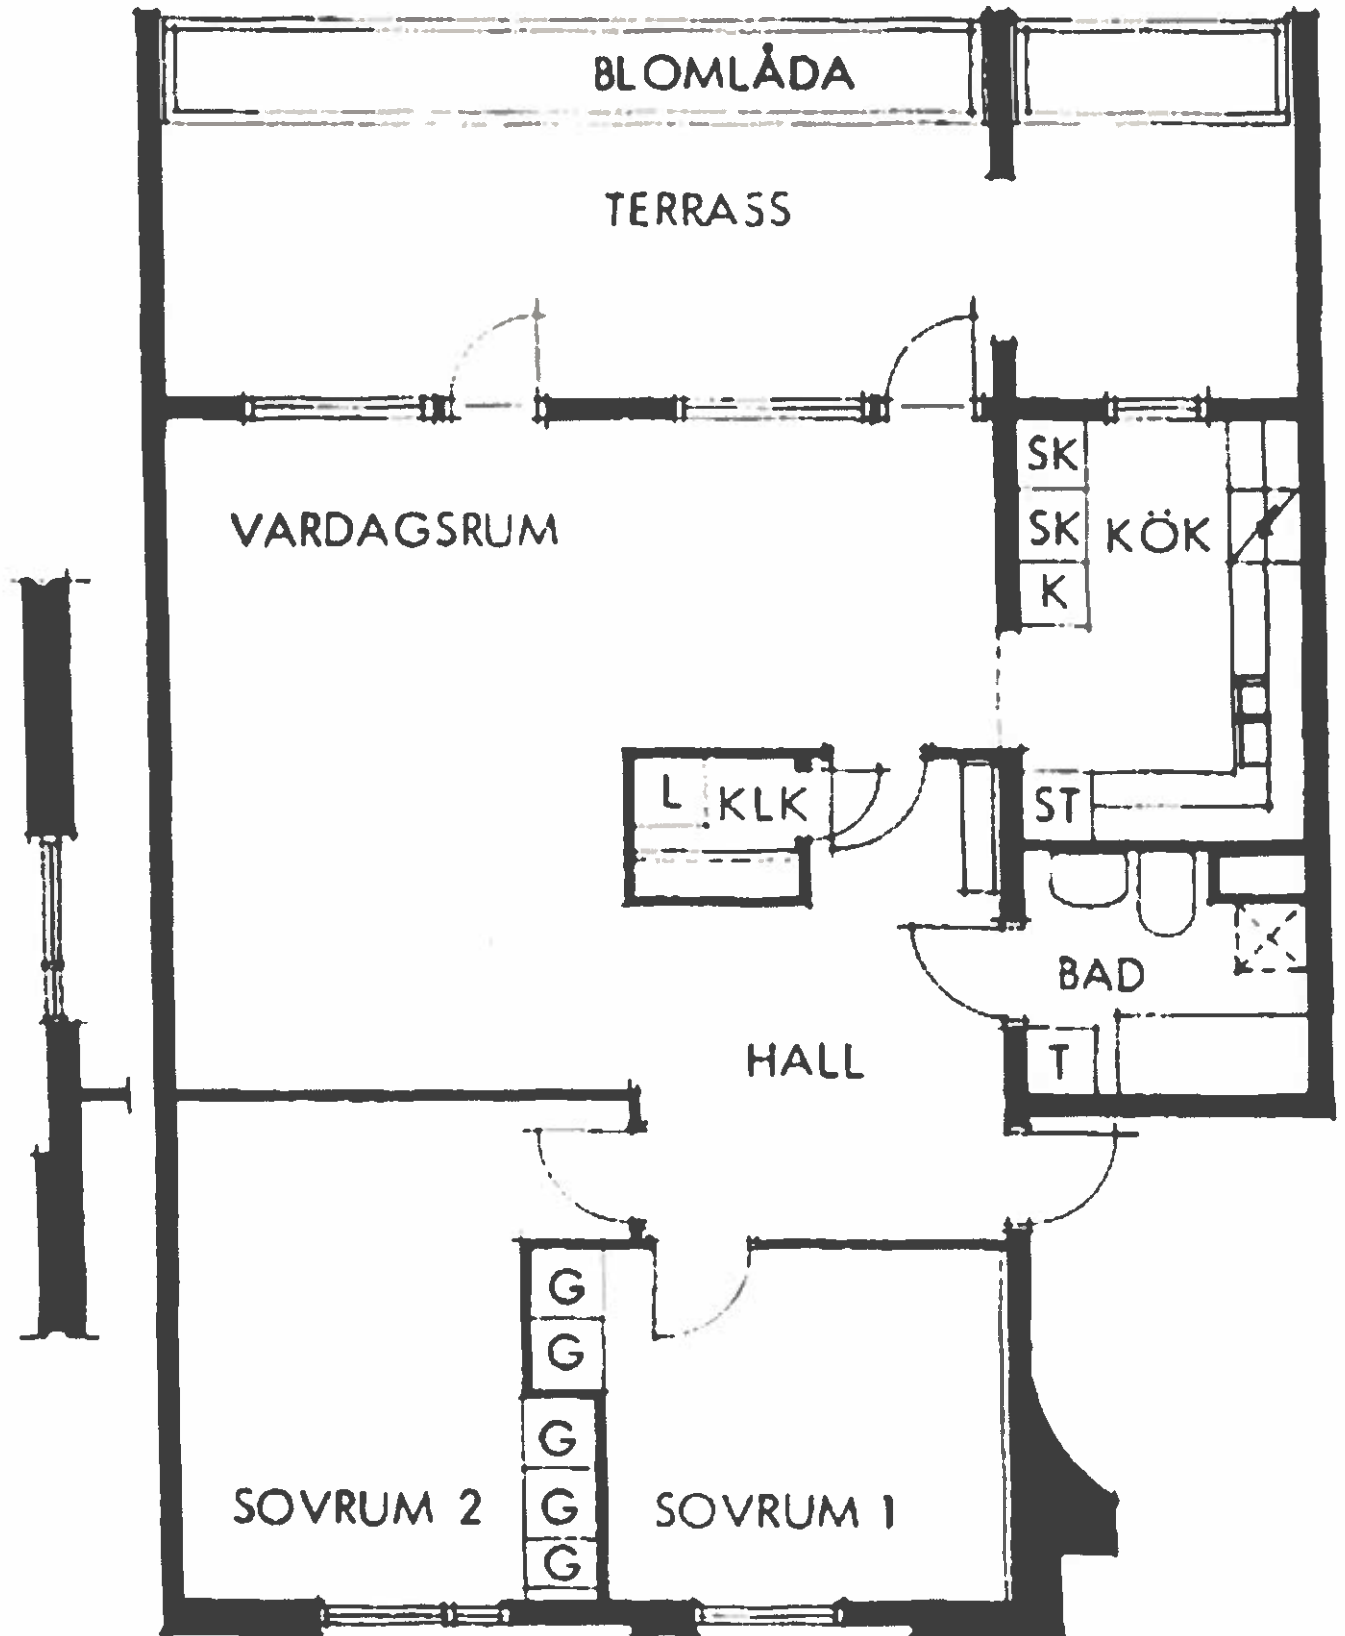 BLOMLÅDA
TERRASS
VARDAGSRUM
SK
SK
KÖK
K
L
KLK
ST
BAD
HALL
T
G
G
G
G
G
SOVRUM 2
SOVRUM 1